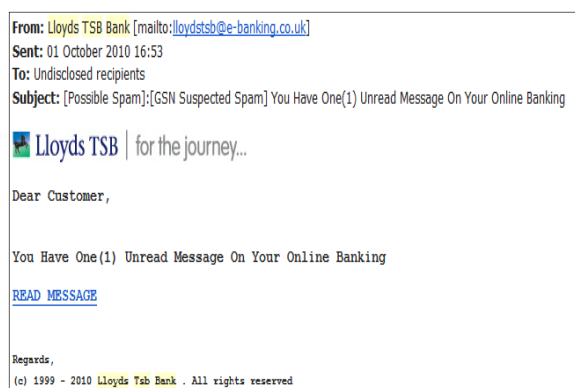 From: Lloyds TSB Bank [mailto:lloydstsb@e-banking.co.uk]
Sent: 01 October 2010 16:53
To: Undisclosed recipients
Subject: [Possible Spam]:[GSN Suspected Spam] You Have One(1) Unread Message On Your Online Banking
Lloyds TSB | for the journey...
Dear Customer,
You Have One(1) Unread Message On Your Online Banking
READ MESSAGE
Regards,
(c) 1999 - 2010 Lloyds Tsb Bank . All rights reserved